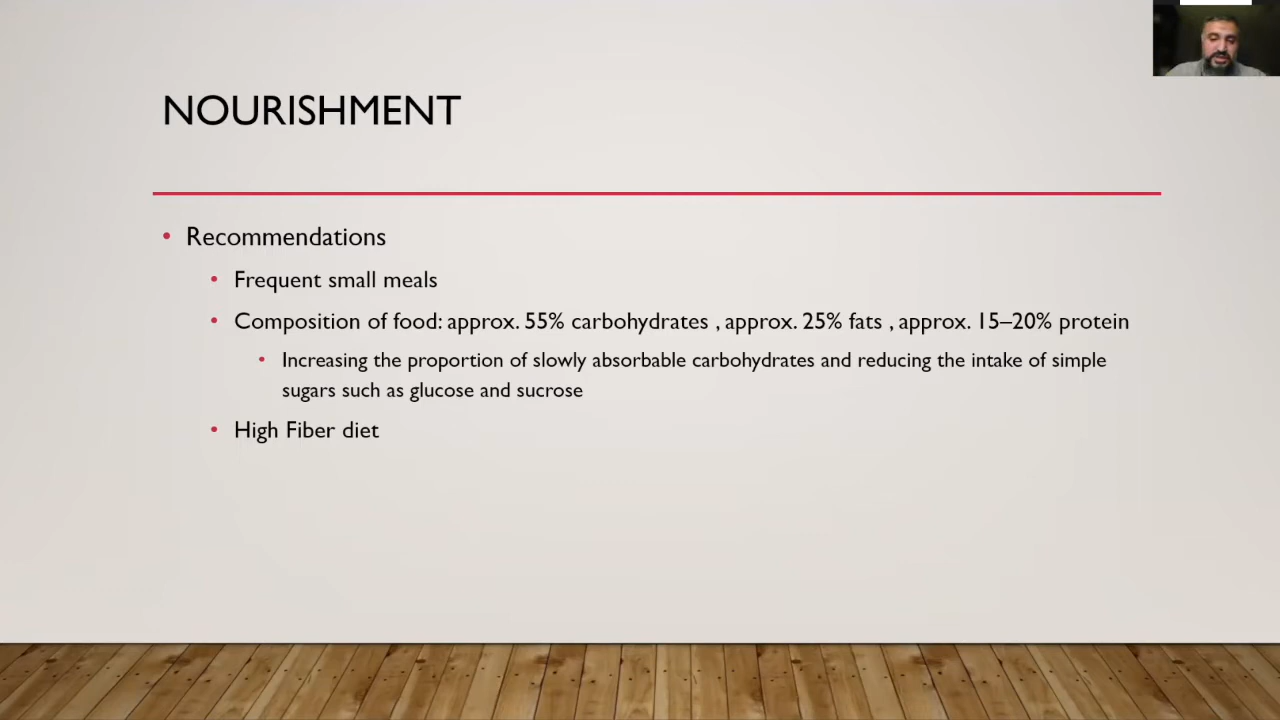 NOURISHMENT
• Recommendations
• Frequent small meals
• Composition of food: approx. 55% carbohydrates , approx. 25% fats , approx. 15–20% protein
• Increasing the proportion of slowly absorbable carbohydrates and reducing the intake of simple
sugars such as glucose and sucrose
• High Fiber diet